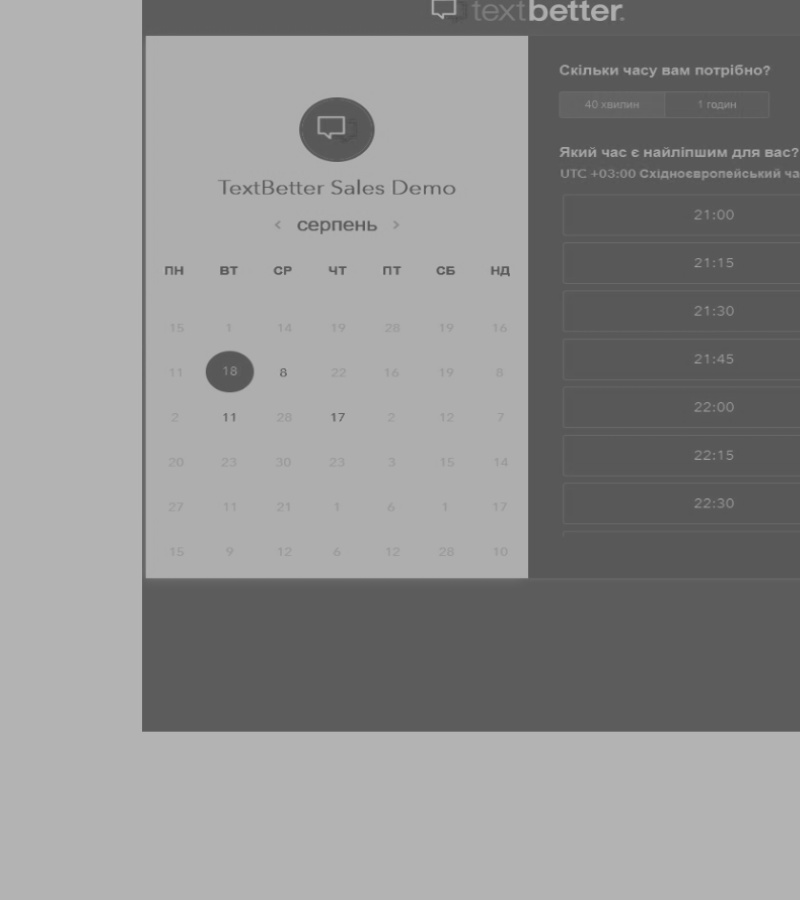 textbetter.
TextBetter Sales Demo
< серпень >
ПН ВТ СР ЧТ ПТ СБ НД
15 1 14 19 28 19 16
11 18 8 22 16 19 8
2 11 28 17 2 12 7
20 23 30 23 3 15 14
27 11 21 1 6 1 17
15 9 12 6 12 28 10
Скільки часу вам потрібно?
40 хвилин 1 годин
Який час є найліпшим для вас?
UTC +03:00 Східноєвропейський ча
21:00
21:15
21:30
21:45
22:00
22:15
22:30